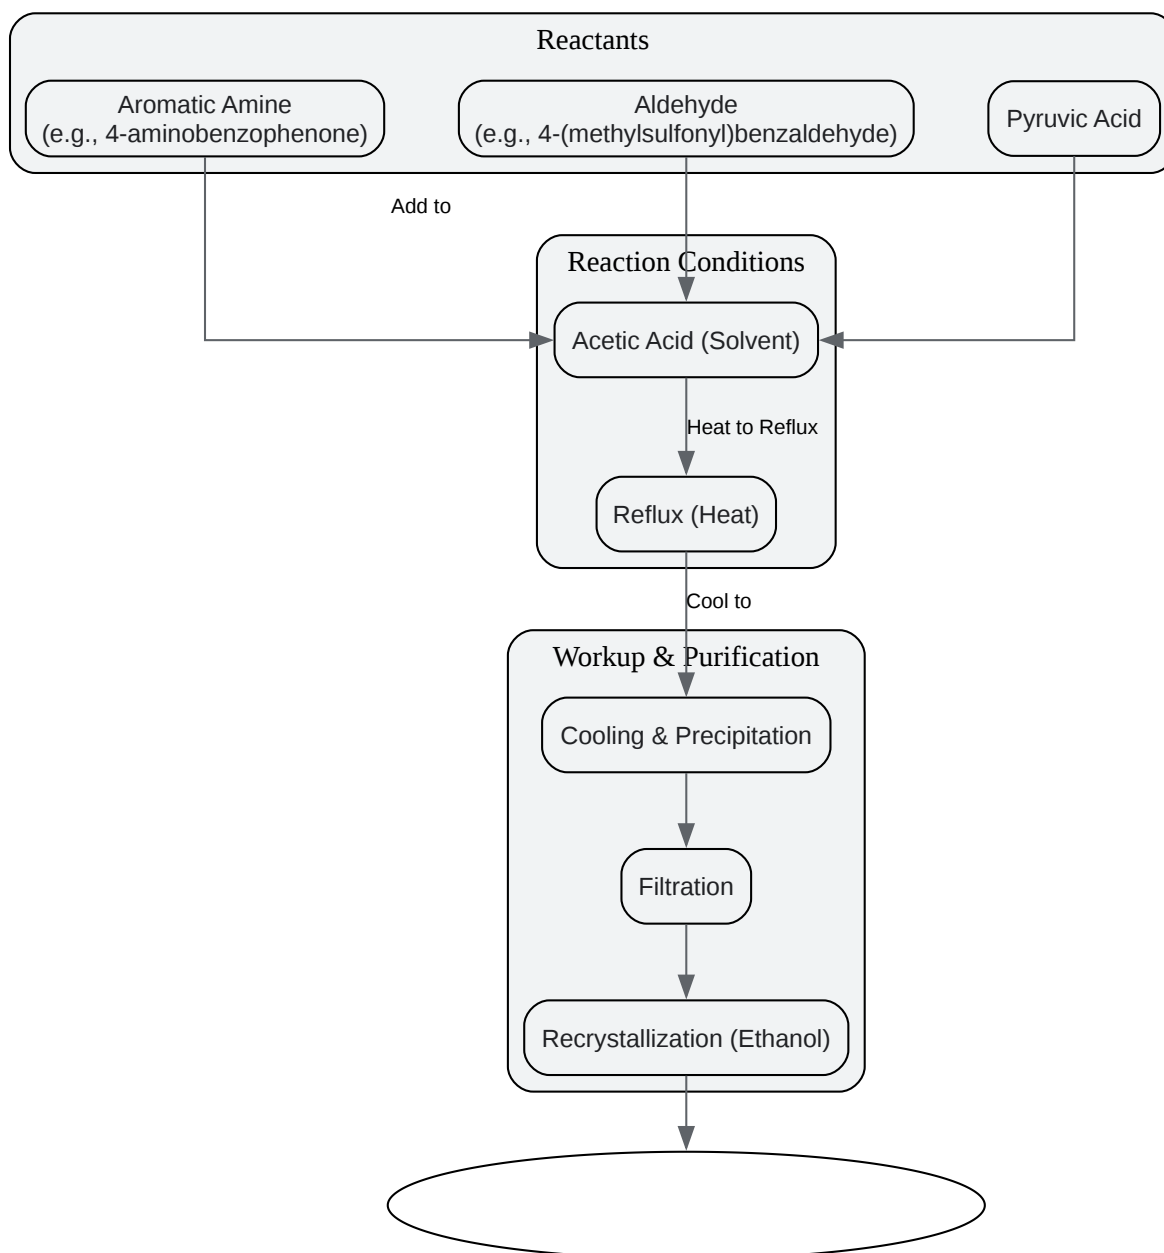 Reactants
Aromatic Amine
(e.g., 4-aminobenzophenone)
Aldehyde
(e.g., 4-(methylsulfonyl)benzaldehyde)
Pyruvic Acid
Add to
Reaction Conditions
Acetic Acid (Solvent)
Heat to Reflux
Reflux (Heat)
Cool to
Workup & Purification
Cooling & Precipitation
Filtration
Recrystallization (Ethanol)